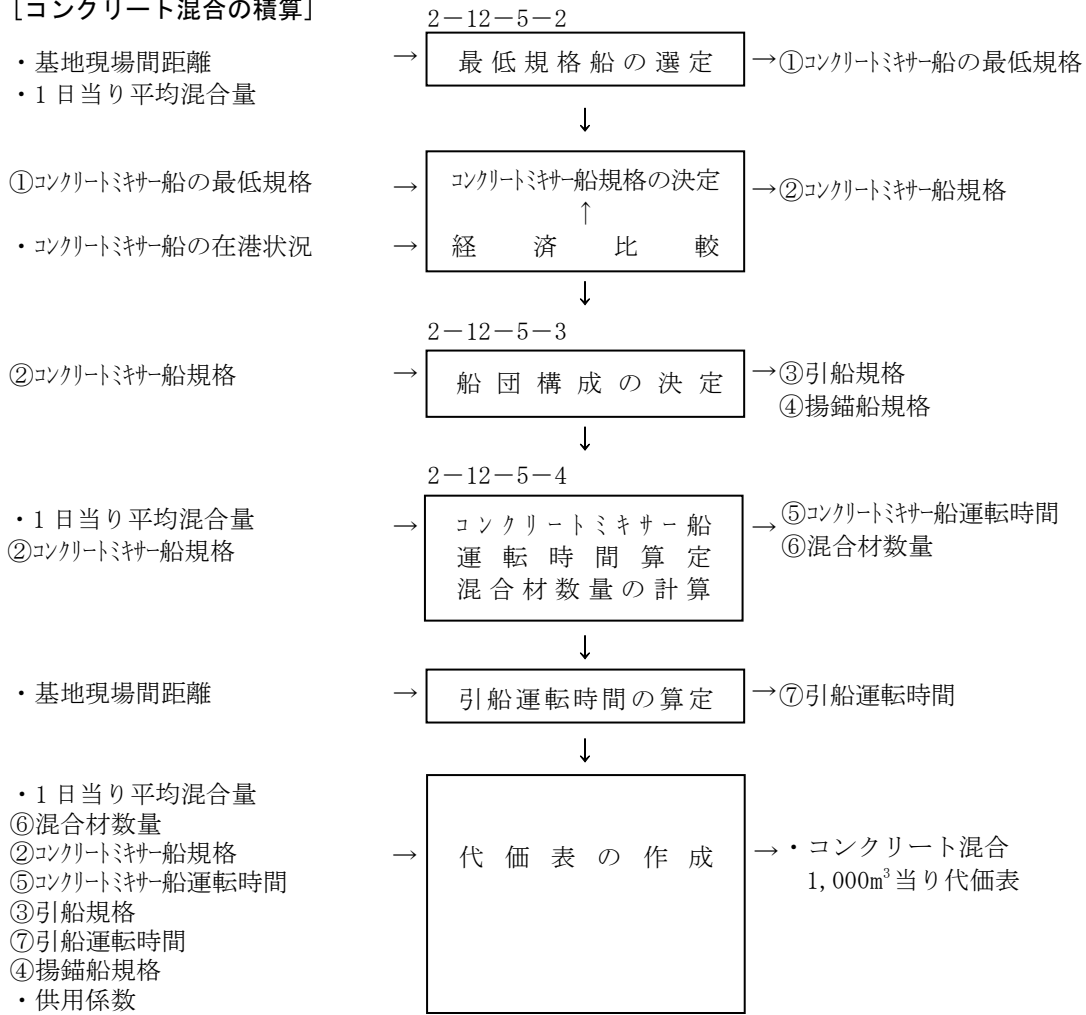 ［コンクリート混合の積算］
2－12－5－2
・基地現場間距離
・1日当り平均混合量
→
最低規格船の選定
→①コンクリートミキサー船の最低規格
↓
①コンクリートミキサー船の最低規格
・コンクリートミキサー船の在港状況
→
→
コンクリートミキサー船規格の決定
↑
経済比較
→②コンクリートミキサー船規格
↓
2－12－5－3
②コンクリートミキサー船規格
→
船団構成の決定
→③引船規格
④揚錨船規格
↓
2－12－5－4
・1日当り平均混合量
②コンクリートミキサー船規格
→
コンクリートミキサー船
運転時間算定
混合材数量の計算
→⑤コンクリートミキサー船運転時間
⑥混合材数量
↓
・基地現場間距離
→
引船運転時間の算定
→⑦引船運転時間
↓
・1日当り平均混合量
⑥混合材数量
②コンクリートミキサー船規格
⑤コンクリートミキサー船運転時間
③引船規格
⑦引船運転時間
④揚錨船規格
・供用係数
→
代価表の作成
→・コンクリート混合
1,000m³当り代価表